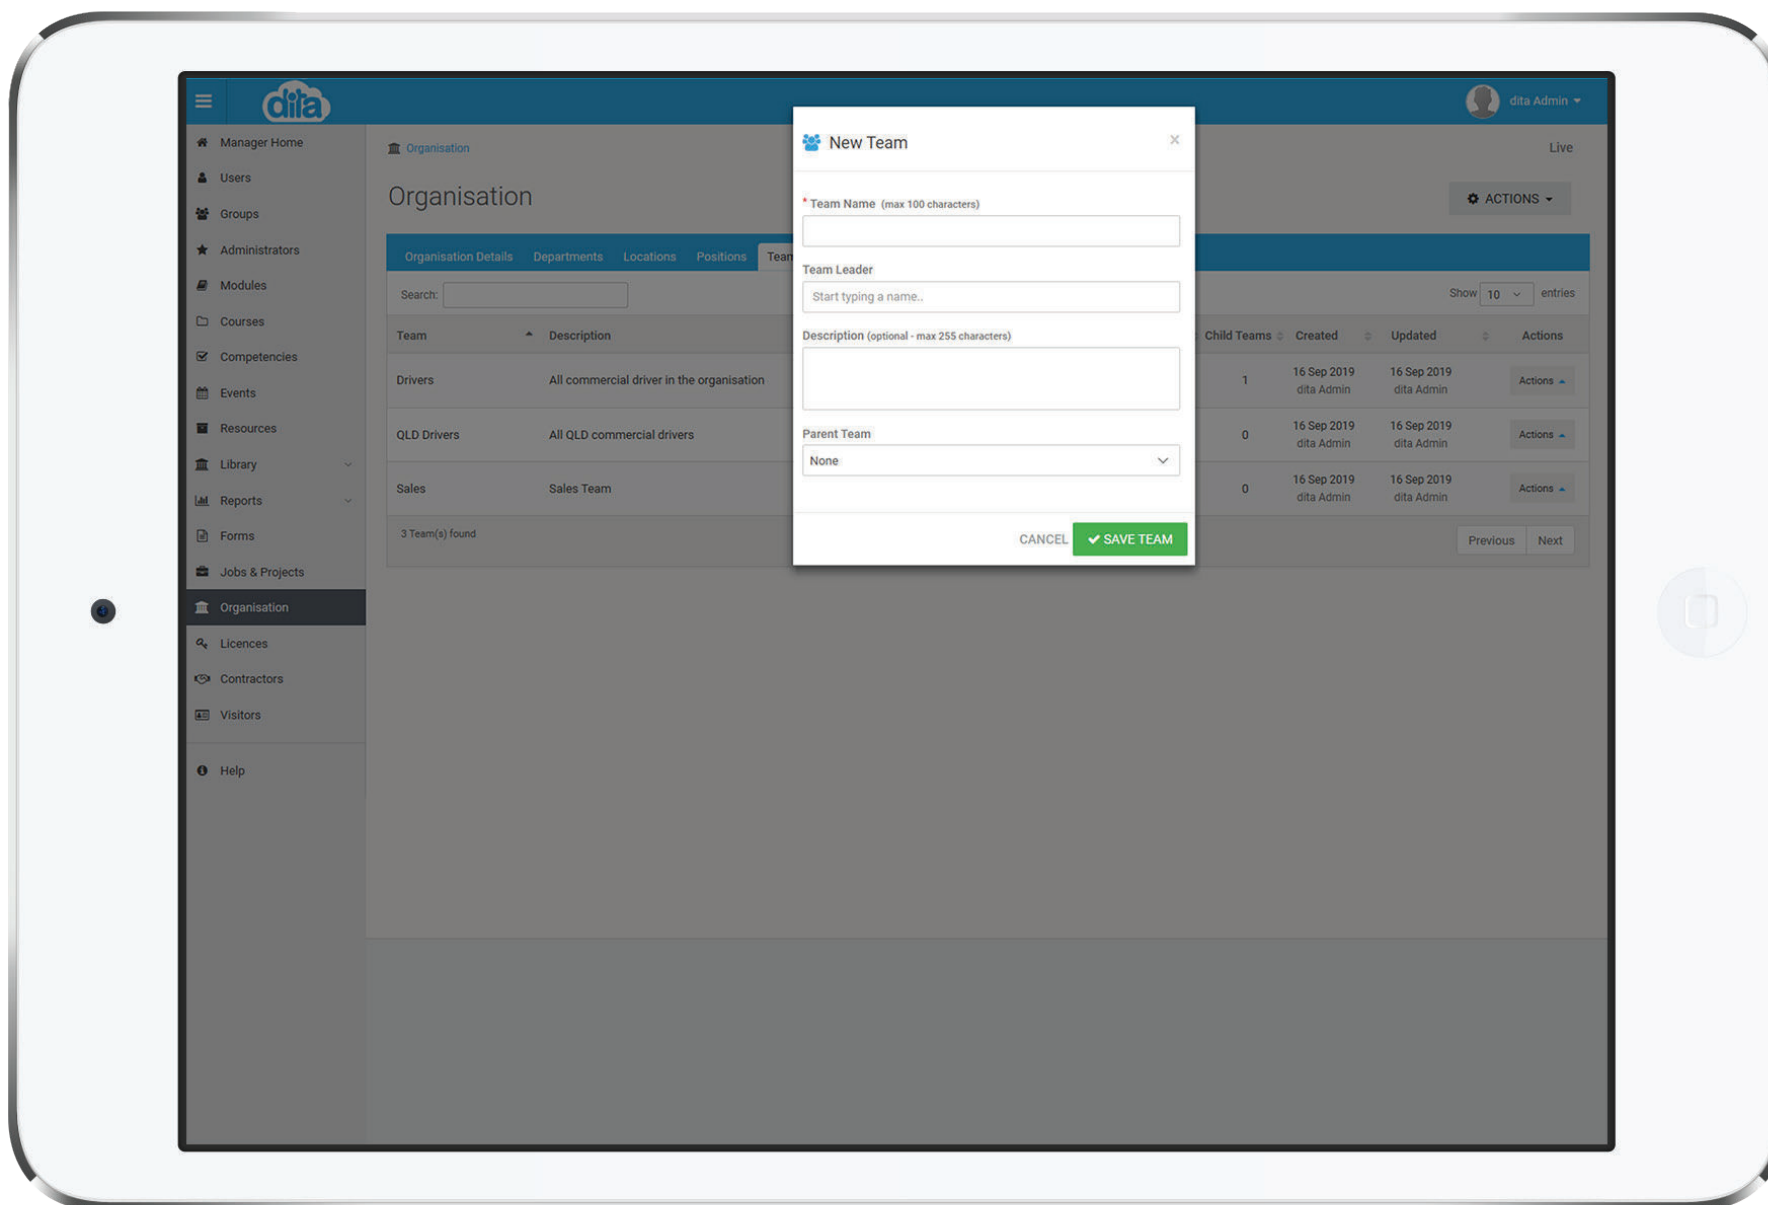 dita
dita Admin
Manager Home
Users
Groups
Administrators
Modules
Courses
Competencies
Events
Resources
Library
Reports
Forms
Jobs & Projects
Organisation
Licences
Contractors
Visitors
Help
Organisation
Live
Organisation
ACTIONS
Organisation Details Departments Locations Positions Team
Search:
Show 10 entries
Team Description Child Teams Created Updated Actions
Drivers All commercial driver in the organisation 1 16 Sep 2019 dita Admin 16 Sep 2019 dita Admin Actions
QLD Drivers All QLD commercial drivers 0 16 Sep 2019 dita Admin 16 Sep 2019 dita Admin Actions
Sales Sales Team 0 16 Sep 2019 dita Admin 16 Sep 2019 dita Admin Actions
3 Team(s) found
Previous Next
New Team ×
* Team Name (max 100 characters)
Team Leader
Start typing a name..
Description (optional - max 255 characters)
Parent Team
None
CANCEL SAVE TEAM